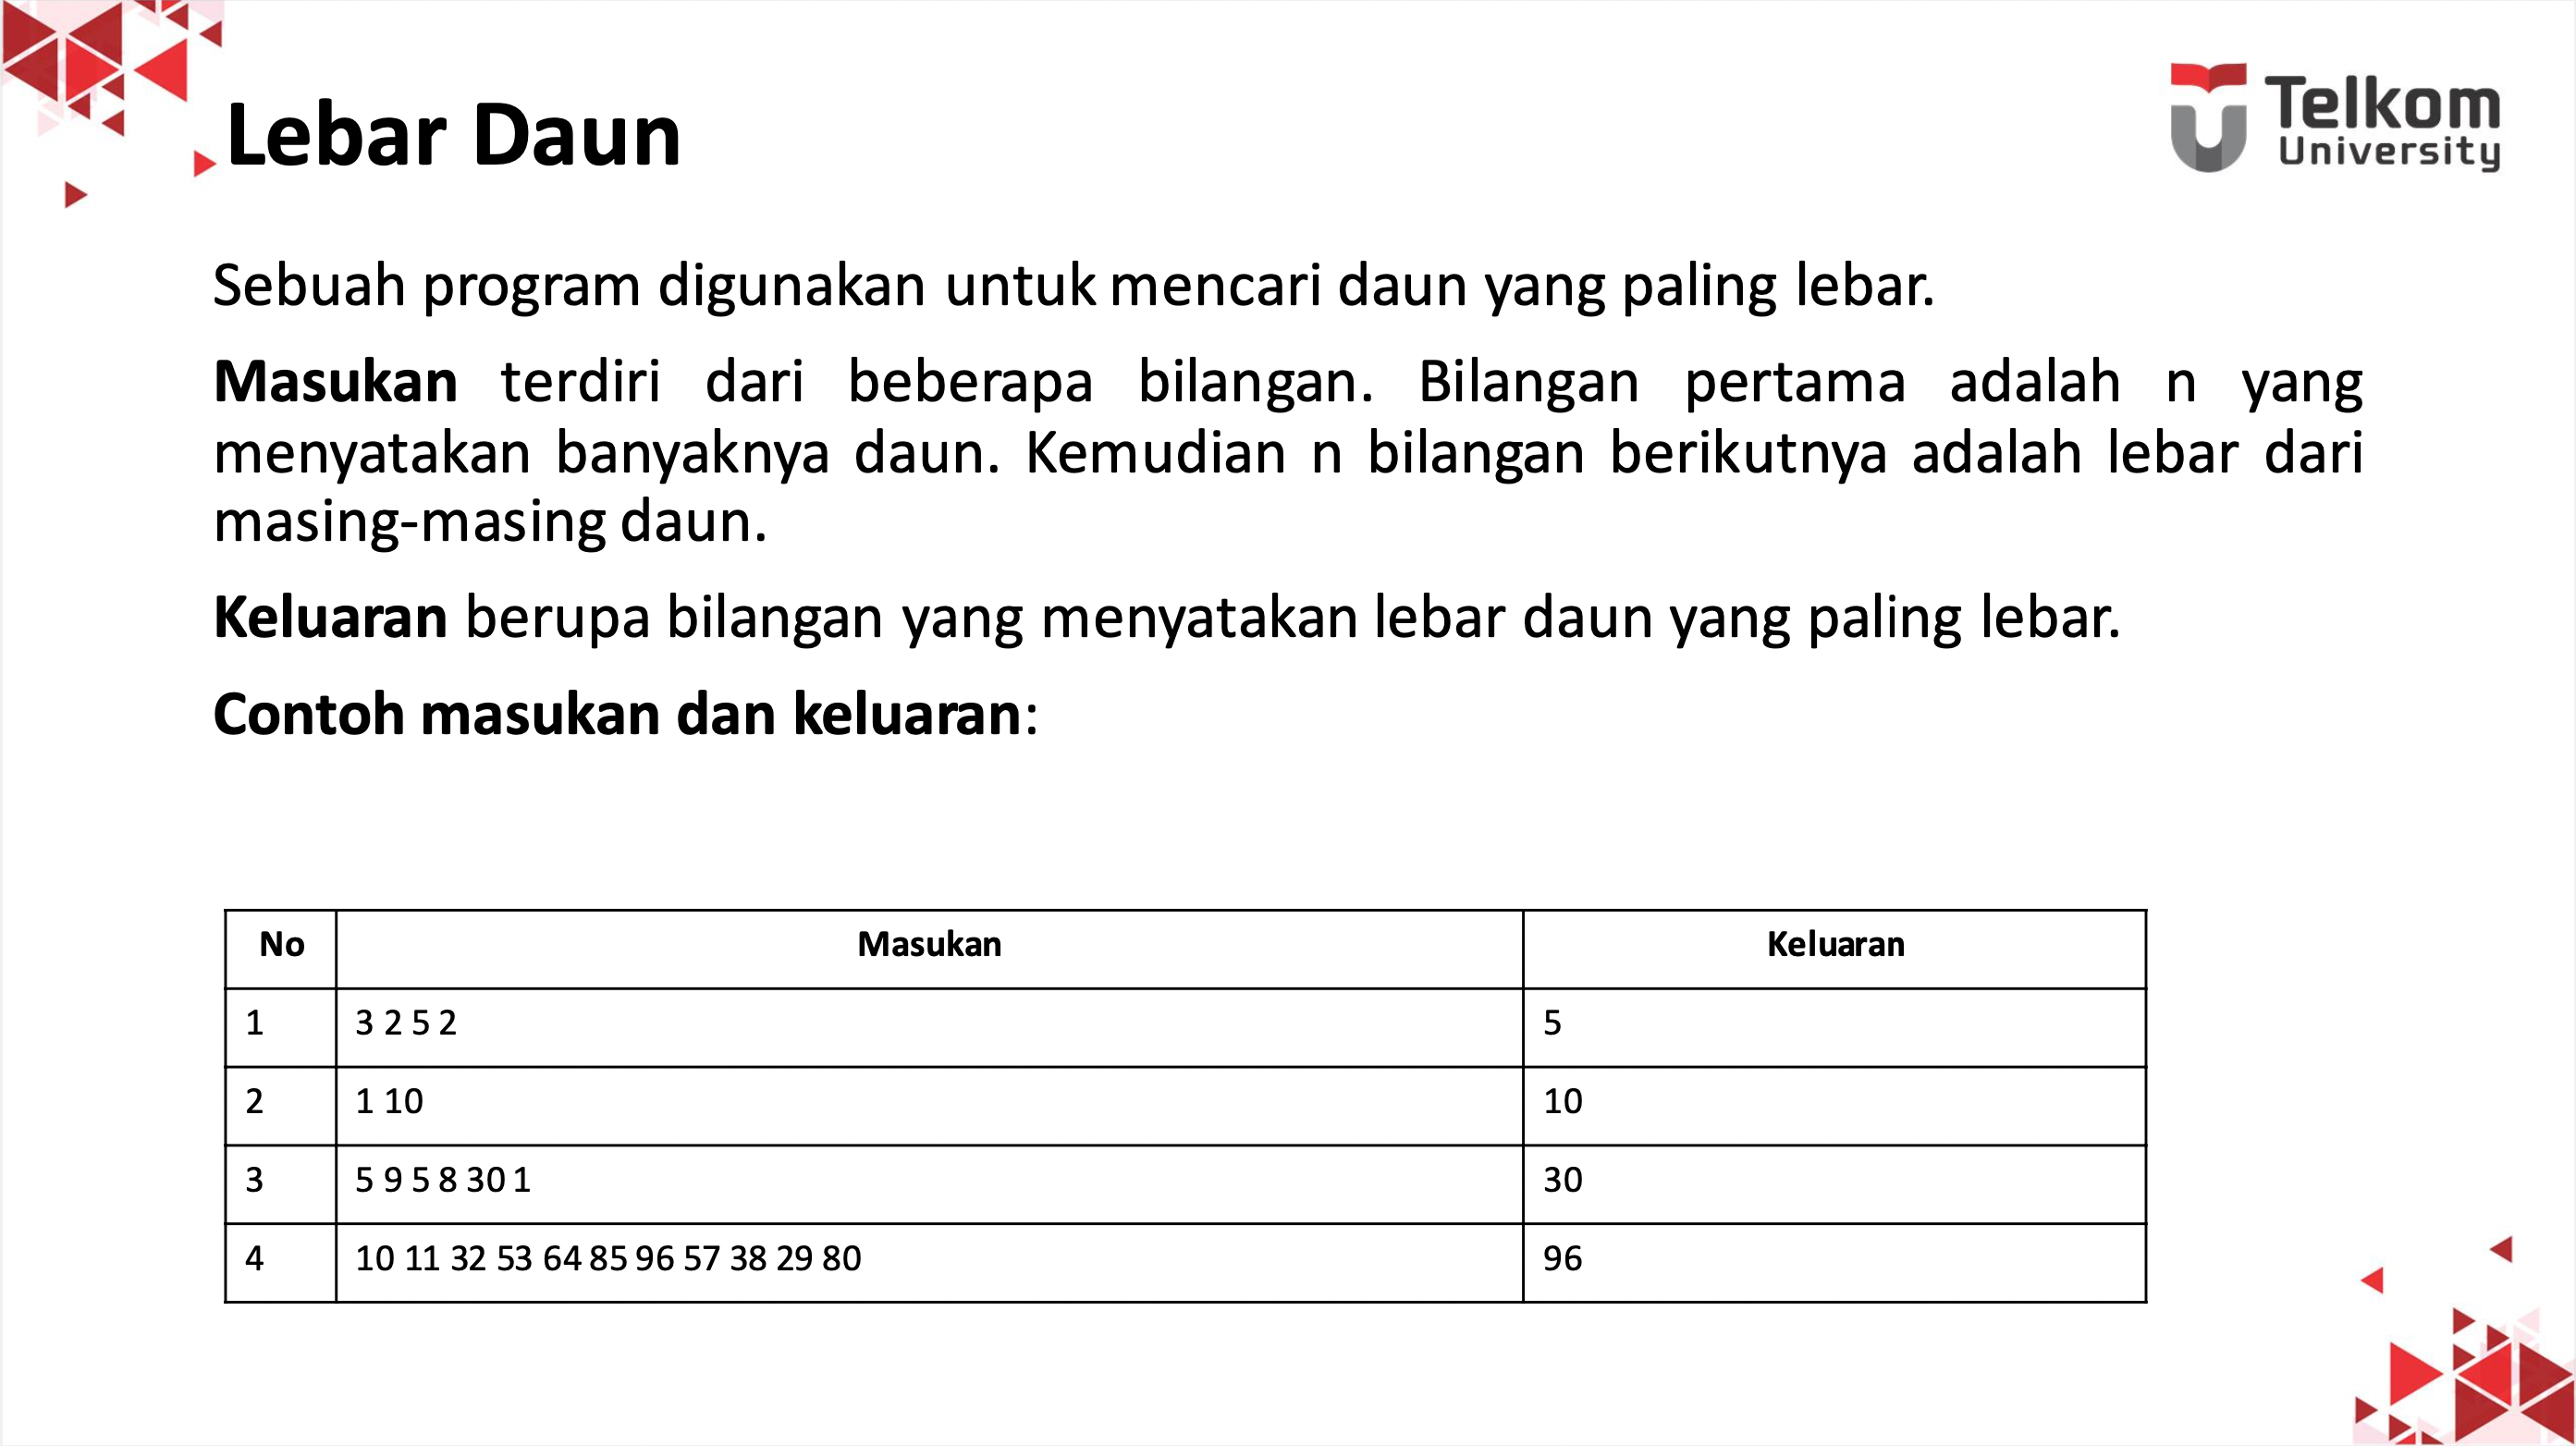 Lebar Daun
Telkom
University
Sebuah program digunakan untuk mencari daun yang paling lebar.
Masukan terdiri dari beberapa bilangan. Bilangan pertama adalah n yang
menyatakan banyaknya daun. Kemudian n bilangan berikutnya adalah lebar dari
masing-masing daun.
Keluaran berupa bilangan yang menyatakan lebar daun yang paling lebar.
Contoh masukan dan keluaran:
No Masukan Keluaran
1 3 2 5 2 5
2 1 10 10
3 5 9 5 8 30 1 30
4 10 11 32 53 64 85 96 57 38 29 80 96